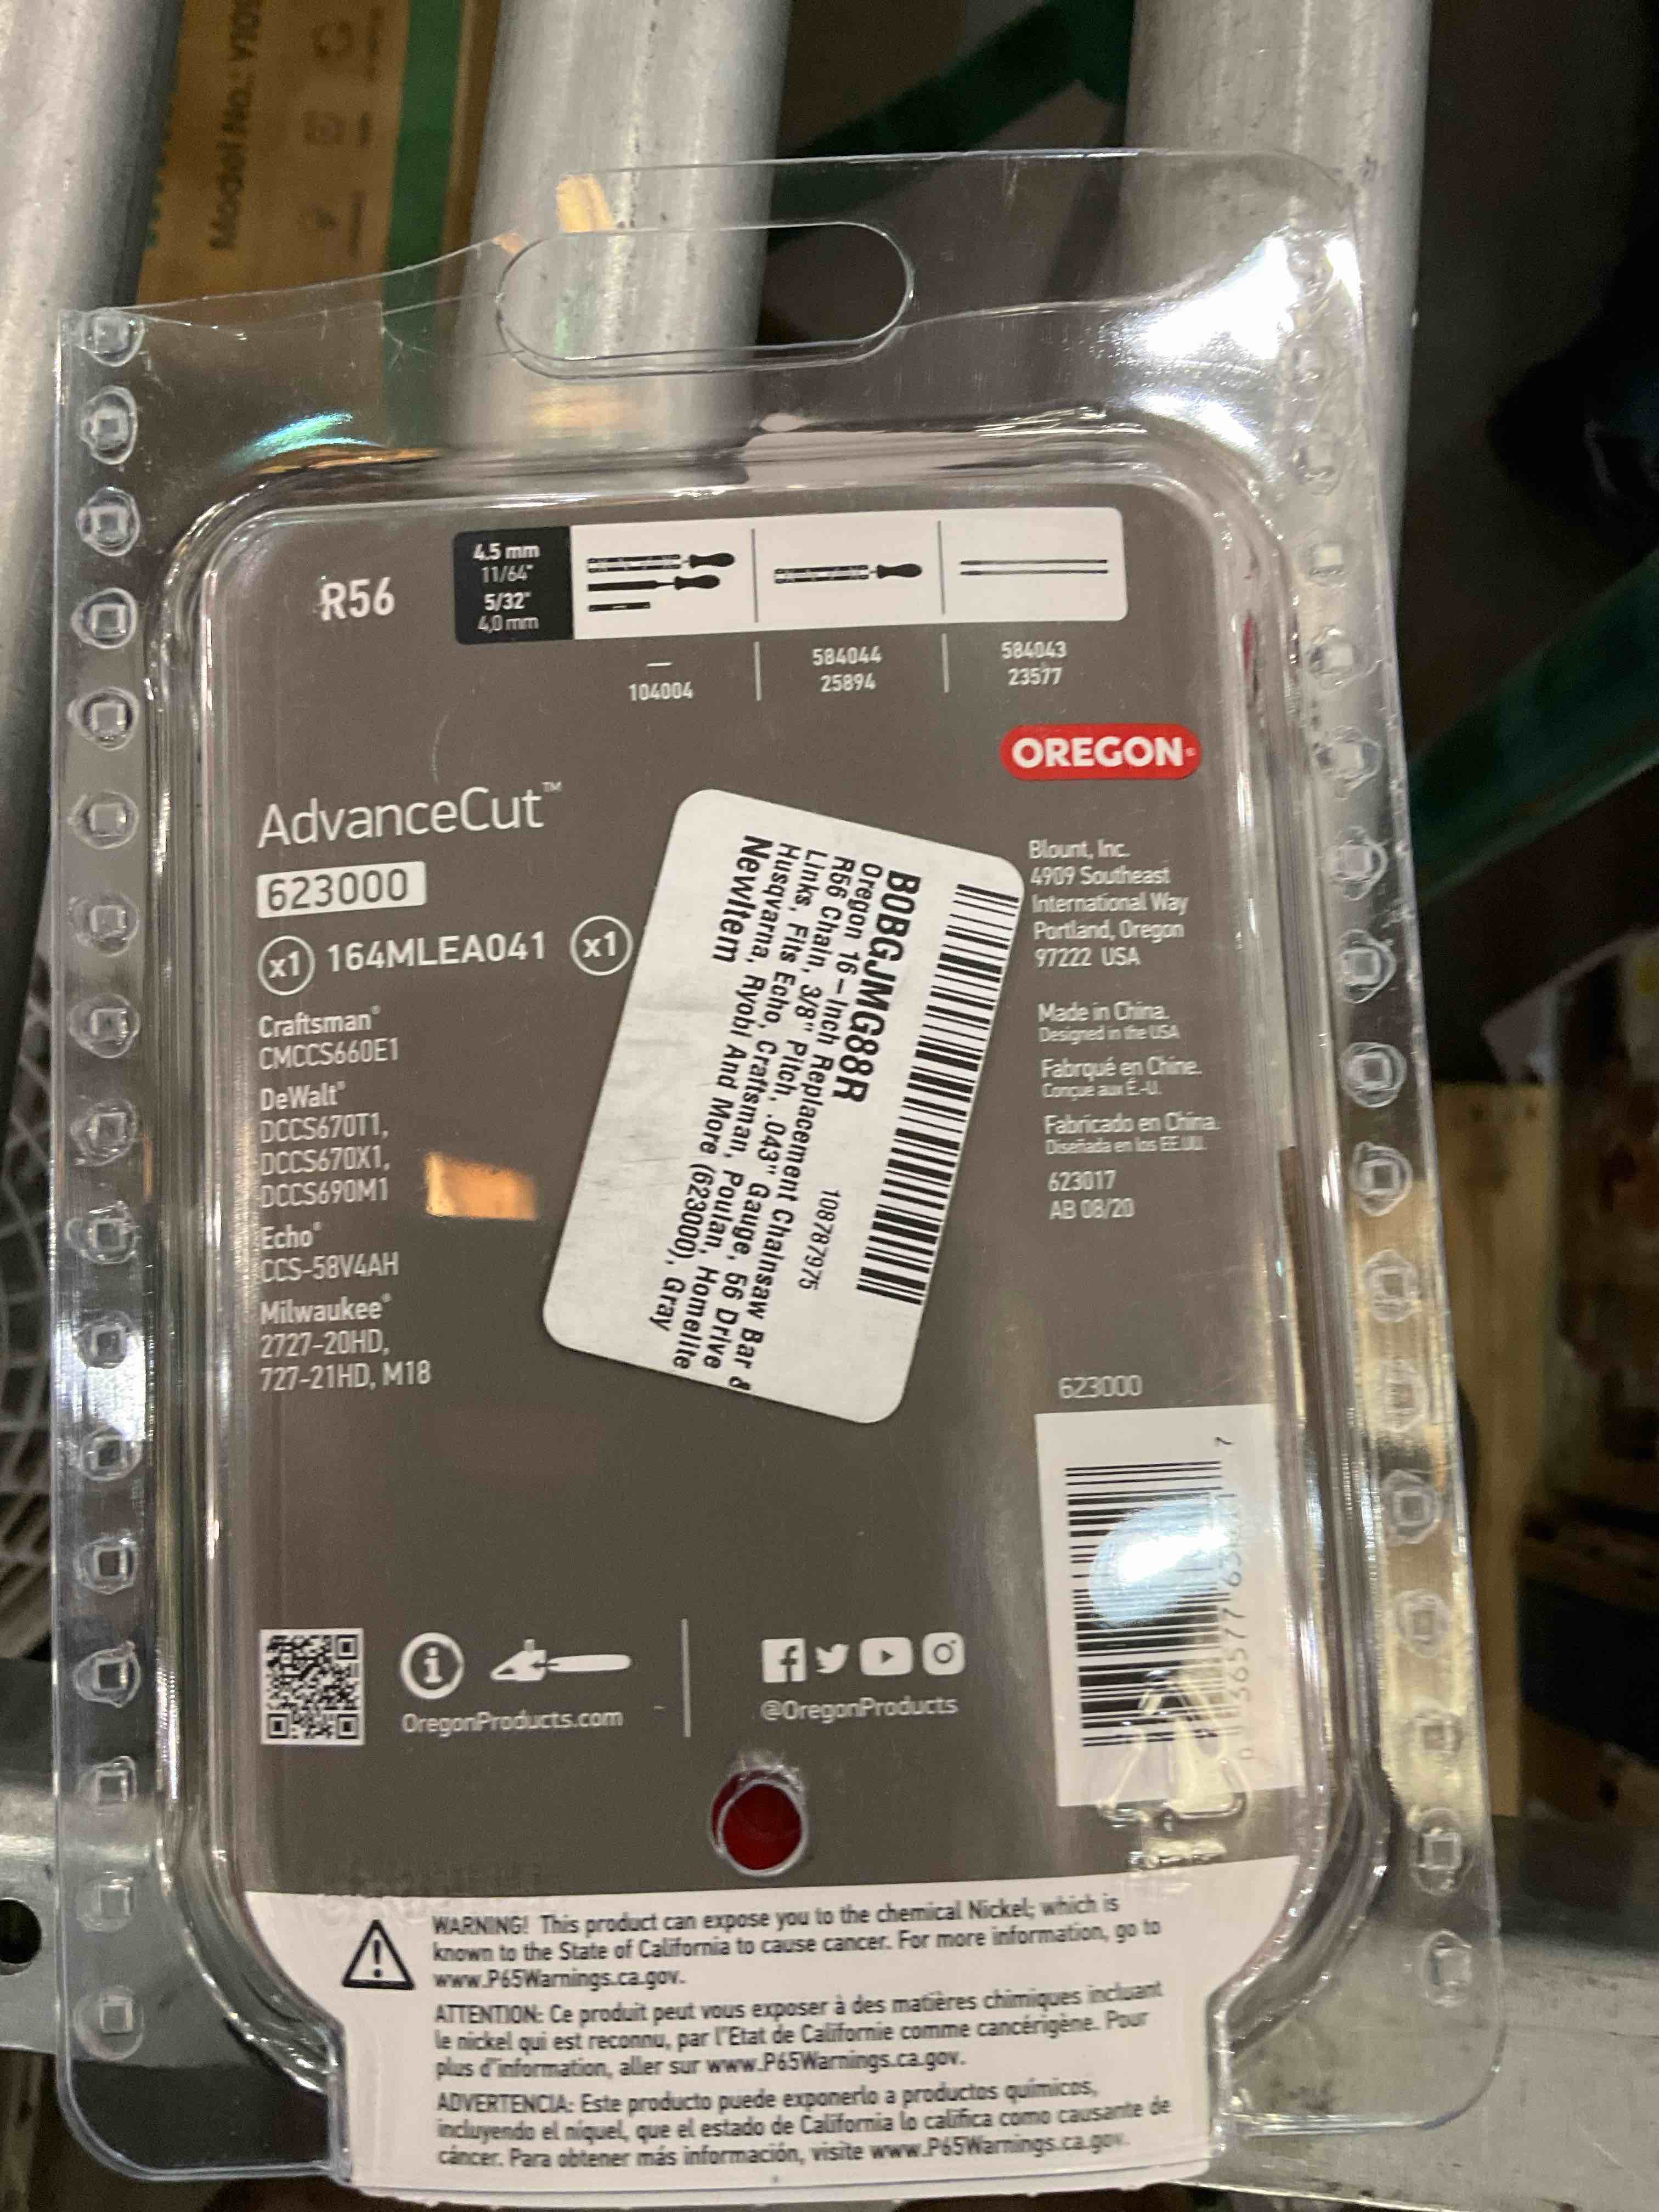 Model No.: V10S
R56
4.5 mm
11/64"
5/32"
4,0 mm
—
104004
584044
25894
584043
23577
OREGON
AdvanceCut™
623000
x1 164MLEA041 x1
Craftsman®
CMCCS660E1
DeWalt®
DCCS670T1,
DCCS670X1,
DCCS690M1
Echo®
CCS-58V4AH
Milwaukee®
2727-20HD,
727-21HD, M18
B0BGJMG88R
108787975
Oregon 16-Inch Replacement Chainsaw Bar &
R56 Chain, 3/8" Pitch, .043" Gauge, 56 Drive
Links, Fits Echo, Craftsman, Poulan, Homelite
Husqvarna, Ryobi And More (623000), Gray
NewItem
Blount, Inc.
4909 Southeast
International Way
Portland, Oregon
97222 USA
Made in China.
Designed in the USA
Fabrqué en Chine.
Conçue aux É.-U.
Fabricado en China.
Diseñada en los EE.UU.
623017
AB 08/20
623000
7
OregonProducts.com
@OregonProducts
WARNING! This product can expose you to the chemical Nickel; which is
known to the State of California to cause cancer. For more information, go to
www.P65Warnings.ca.gov.
ATTENTION: Ce produit peut vous exposer à des matières chimiques incluant
le nickel qui est reconnu, par l'Etat de Californie comme cancérigène. Pour
plus d'information, aller sur www.P65Warnings.ca.gov.
ADVERTENCIA: Este producto puede exponerlo a productos químicos,
incluyendo el níquel, que el estado de California lo califica como causante de
cáncer. Para obtener más información, visite www.P65Warnings.ca.gov.